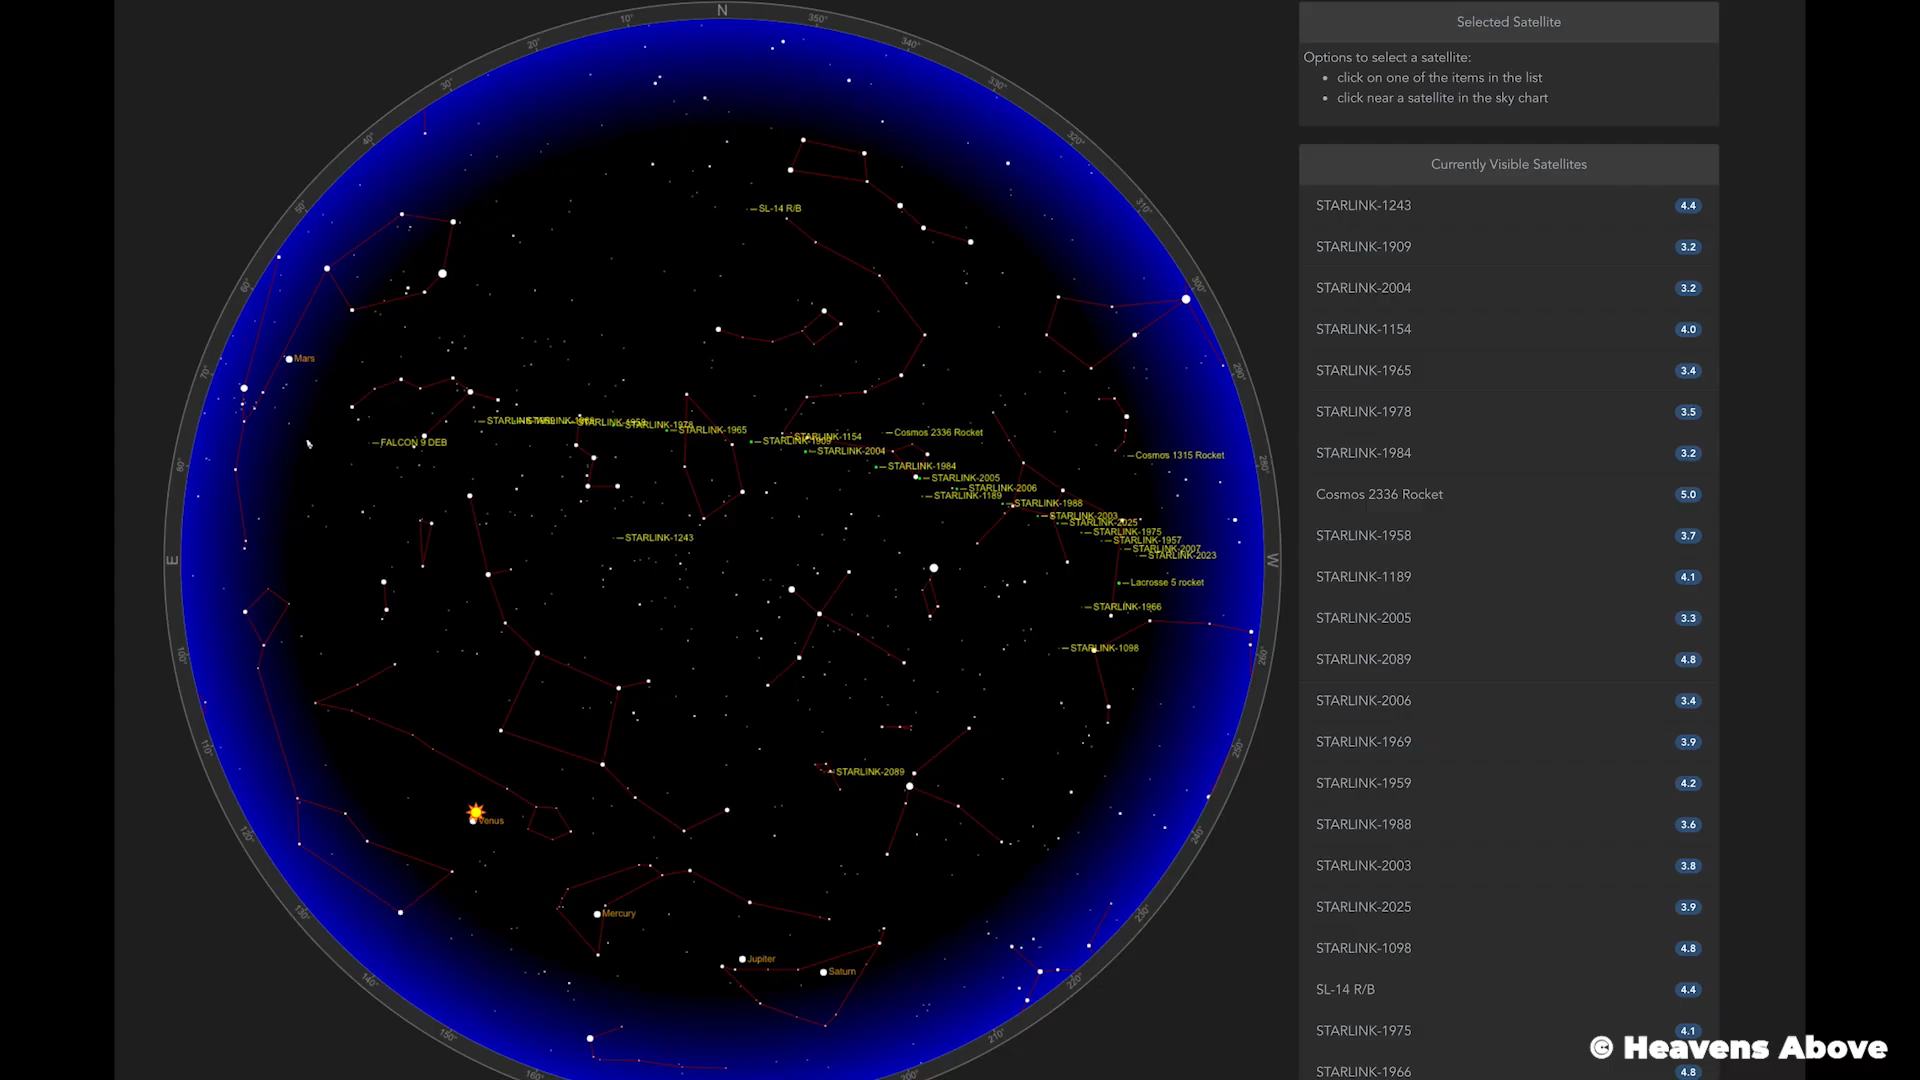 N
10°
350°
20°
340°
30°
330°
40°
320°
50°
310°
60°
300°
70°
290°
80°
280°
E
W
100°
260°
110°
250°
120°
240°
130°
230°
140°
220°
150°
210°
160°
200°
SL-14 R/B
Mars
FALCON 9 DEB
STARLINK-1978
STARLINK-1965
STARLINK-1154
STARLINK-1909
STARLINK-2004
Cosmos 2336 Rocket
Cosmos 1315 Rocket
STARLINK-1984
STARLINK-2005
STARLINK-2006
STARLINK-1189
STARLINK-1988
STARLINK-2003
STARLINK-2025
STARLINK-1975
STARLINK-1957
STARLINK-2007
STARLINK-2023
STARLINK-1243
Lacrosse 5 rocket
STARLINK-1966
STARLINK-1098
STARLINK-2089
Venus
Mercury
Jupiter
Saturn
Selected Satellite
Options to select a satellite:
• click on one of the items in the list
• click near a satellite in the sky chart
Currently Visible Satellites
STARLINK-1243 4.4
STARLINK-1909 3.2
STARLINK-2004 3.2
STARLINK-1154 4.0
STARLINK-1965 3.4
STARLINK-1978 3.5
STARLINK-1984 3.2
Cosmos 2336 Rocket 5.0
STARLINK-1958 3.7
STARLINK-1189 4.1
STARLINK-2005 3.3
STARLINK-2089 4.8
STARLINK-2006 3.4
STARLINK-1969 3.9
STARLINK-1959 4.2
STARLINK-1988 3.6
STARLINK-2003 3.8
STARLINK-2025 3.9
STARLINK-1098 4.8
SL-14 R/B 4.4
STARLINK-1975 4.1
STARLINK-1966 4.8
© Heavens Above